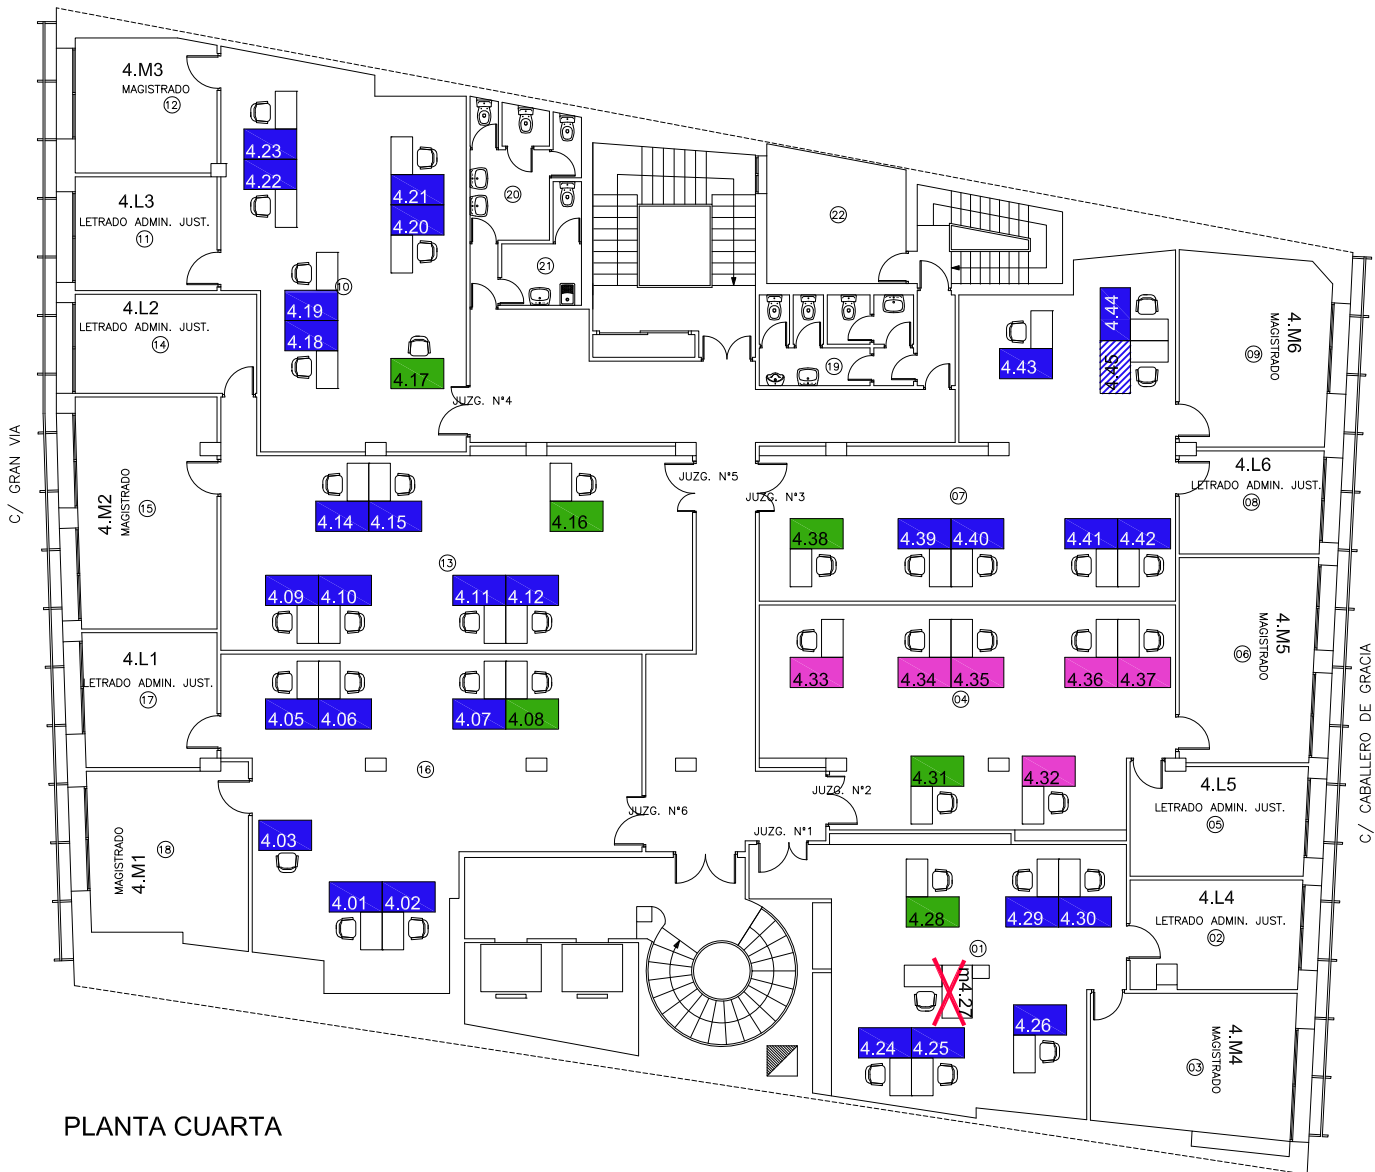 4.M3
MAGISTRADO
12
4.23
4.22
4.21
4.20
20
22
4.L3
LETRADO ADMIN. JUST.
11
21
10
4.19
4.18
4.17
4.L2
LETRADO ADMIN. JUST.
14
19
4.43
4.44
4.45
4.M6
MAGISTRADO
09
JUZG. Nº4
C/ GRAN VIA
4.M2
MAGISTRADO
15
4.14
4.15
4.16
JUZG. Nº5
JUZG. Nº3
07
4.L6
LETRADO ADMIN. JUST.
08
4.38
4.39
4.40
4.41
4.42
13
4.09
4.10
4.11
4.12
4.L1
LETRADO ADMIN. JUST.
17
4.33
4.34
4.35
4.36
4.37
04
4.M5
MAGISTRADO
06
C/ CABALLERO DE GRACIA
4.05
4.06
4.07
4.08
16
4.31
4.32
JUZG. Nº2
4.L5
LETRADO ADMIN. JUST.
05
JUZG. Nº6
JUZG. Nº1
4.03
18
MAGISTRADO
4.M1
4.01
4.02
4.28
4.29
4.30
4.L4
LETRADO ADMIN. JUST.
02
01
m4.27
4.26
4.24
4.25
4.M4
MAGISTRADO
03
PLANTA CUARTA